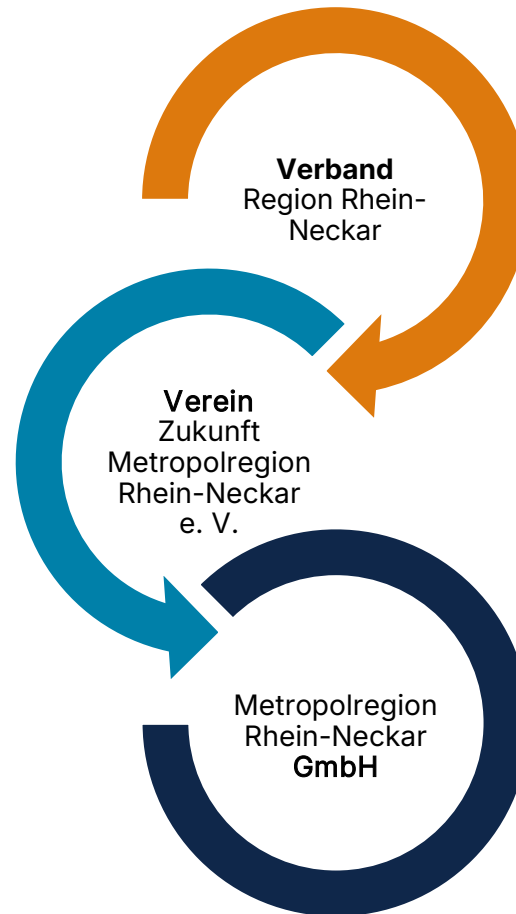 Verband
Region Rhein-
Neckar
Verein
Zukunft
Metropolregion
Rhein-Neckar
e. V.
Metropolregion
Rhein-Neckar
GmbH